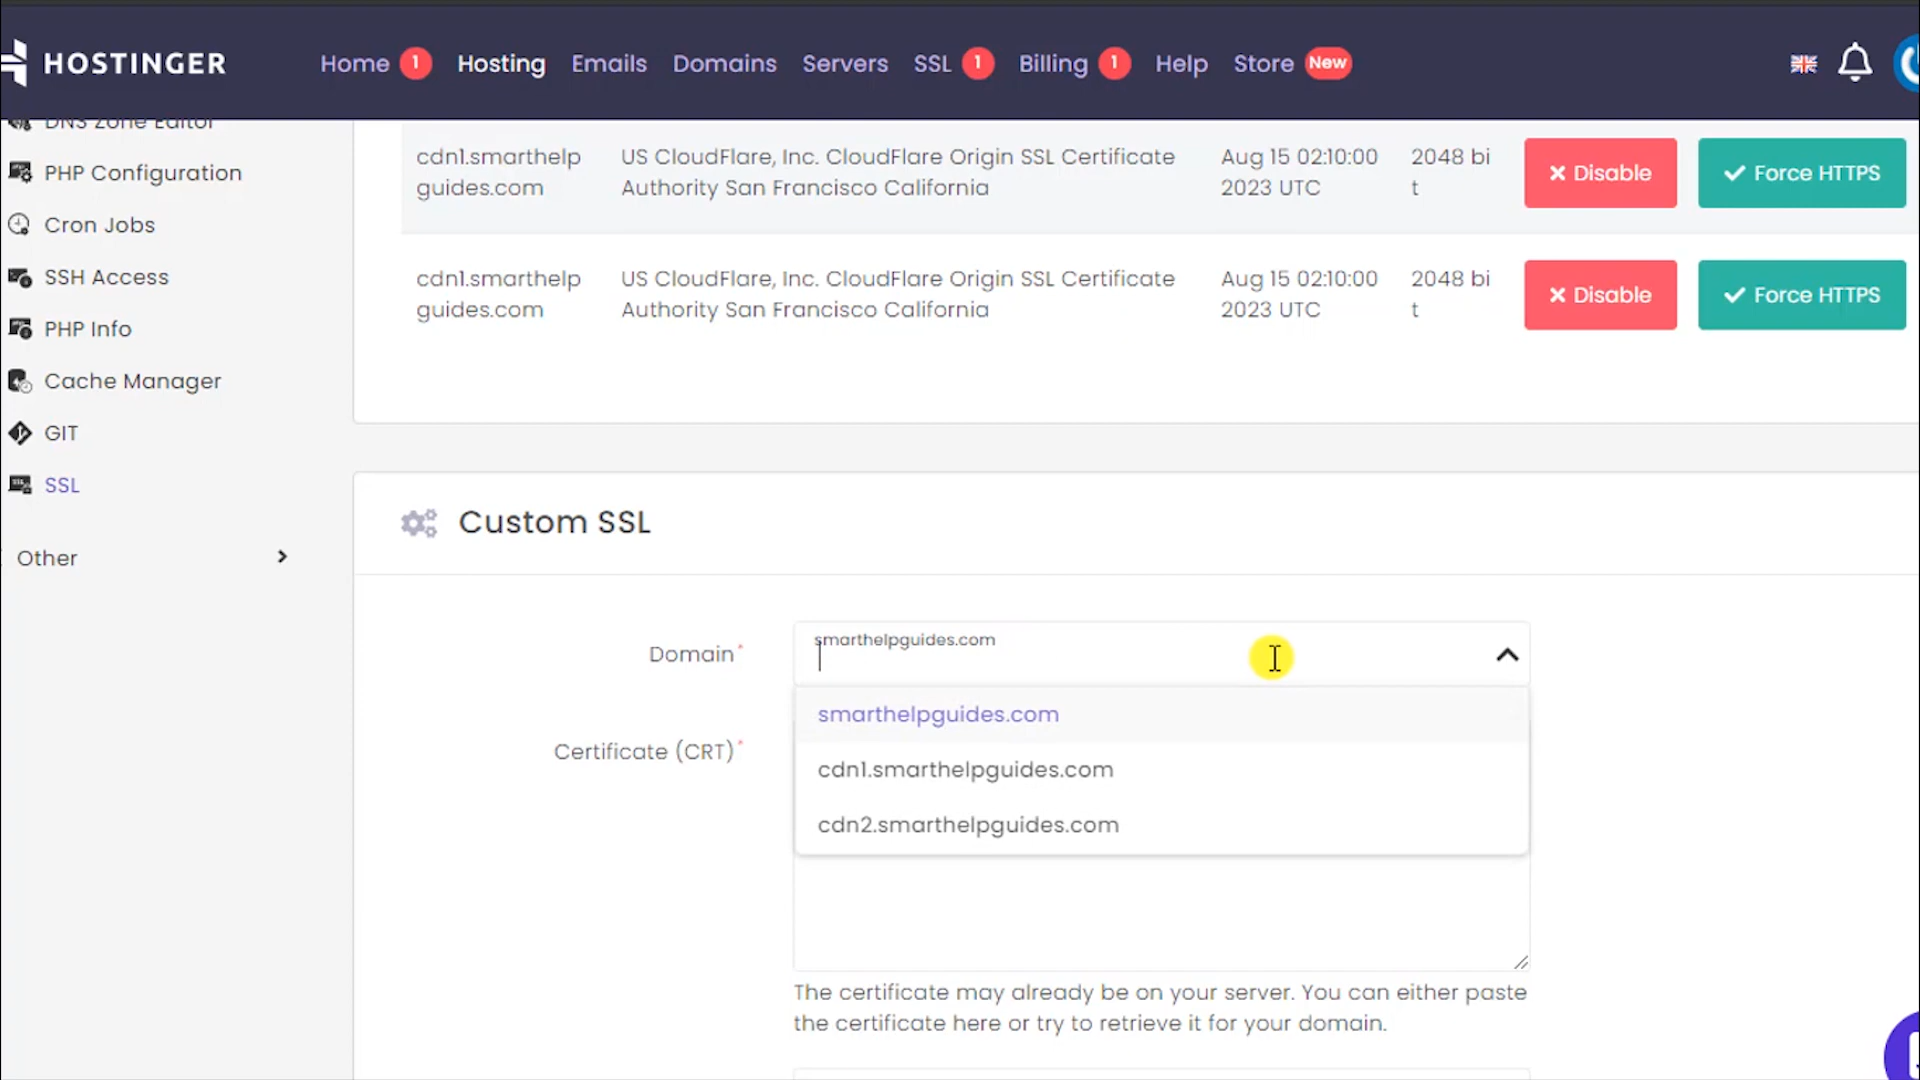 HOSTINGER
Home 1 Hosting Emails Domains Servers SSL 1 Billing 1 Help Store New
DNS Zone Editor
PHP Configuration
Cron Jobs
SSH Access
PHP Info
Cache Manager
GIT
SSL
Other
cdn1.smarthelp US CloudFlare, Inc. CloudFlare Origin SSL Certificate Aug 15 02:10:00 2048 bi
guides.com Authority San Francisco California 2023 UTC t
Disable Force HTTPS
cdn1.smarthelp US CloudFlare, Inc. CloudFlare Origin SSL Certificate Aug 15 02:10:00 2048 bi
guides.com Authority San Francisco California 2023 UTC t
Disable Force HTTPS
Custom SSL
Domain*
smarthelpguides.com
smarthelpguides.com
cdn1.smarthelpguides.com
cdn2.smarthelpguides.com
Certificate (CRT)*
The certificate may already be on your server. You can either paste
the certificate here or try to retrieve it for your domain.